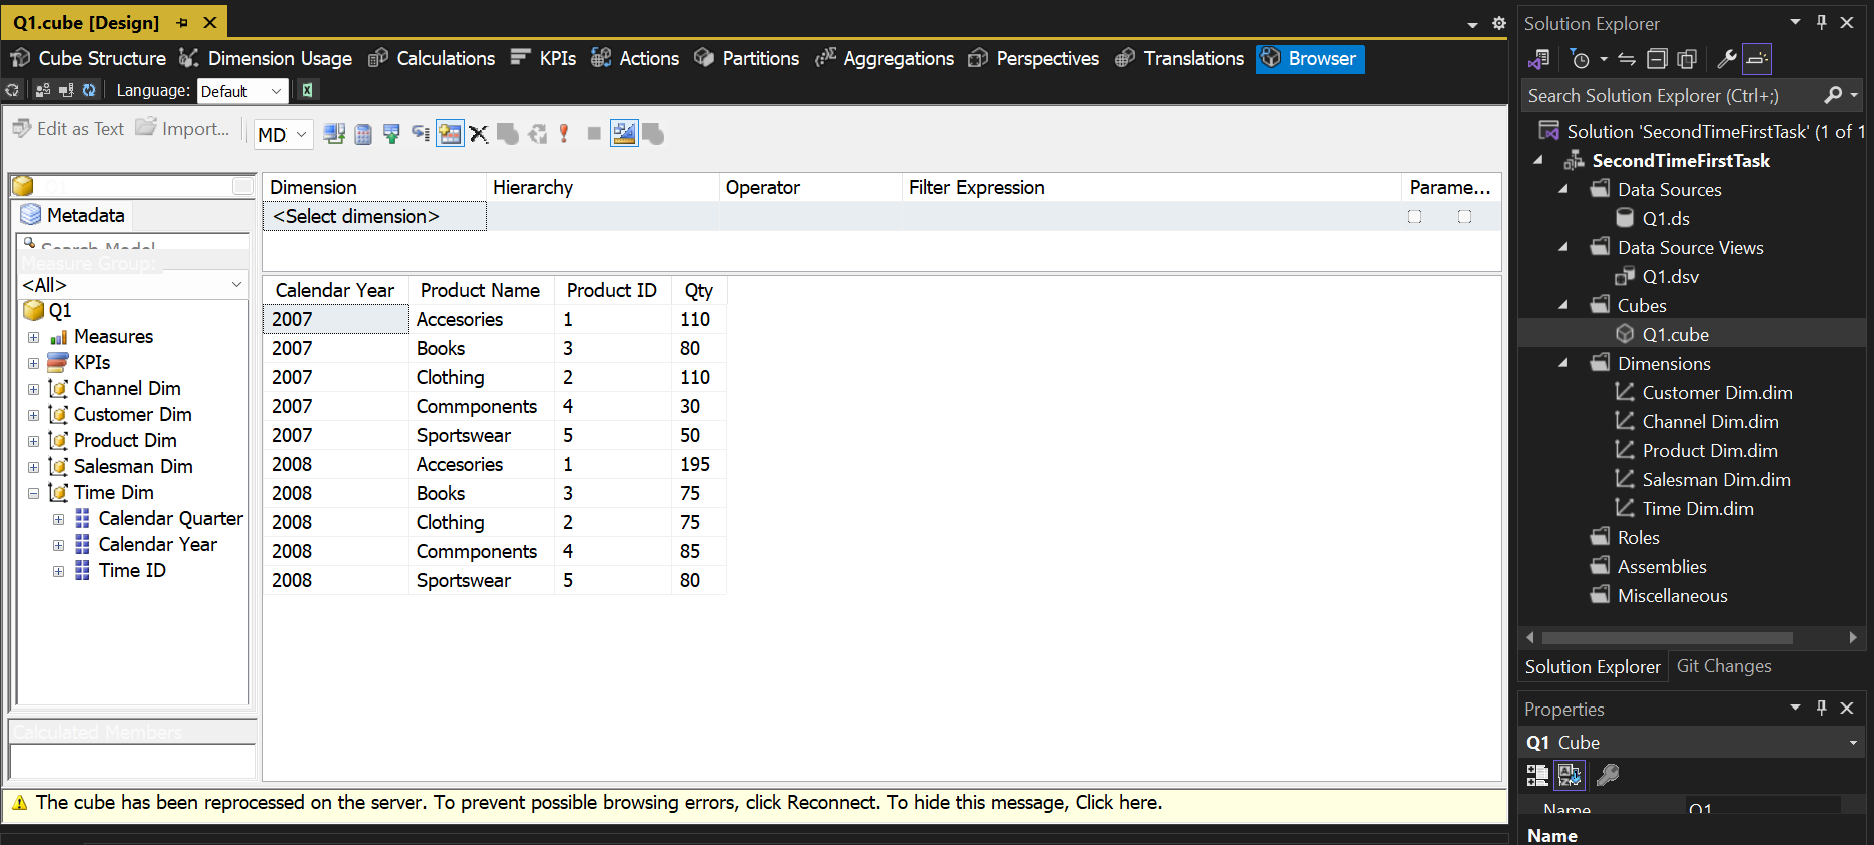 Q1.cube [Design]
Cube Structure Dimension Usage Calculations KPIs Actions Partitions Aggregations Perspectives Translations Browser
Language: Default
Edit as Text Import... MD
Metadata
Search Model
Measure Group:
<All>
Q1
Measures
KPIs
Channel Dim
Customer Dim
Product Dim
Salesman Dim
Time Dim
Calendar Quarter
Calendar Year
Time ID
Calculated Members
Dimension Hierarchy Operator Filter Expression Parame...
<Select dimension>
Calendar Year Product Name Product ID Qty
2007 Accesories 1 110
2007 Books 3 80
2007 Clothing 2 110
2007 Commponents 4 30
2007 Sportswear 5 50
2008 Accesories 1 195
2008 Books 3 75
2008 Clothing 2 75
2008 Commponents 4 85
2008 Sportswear 5 80
The cube has been reprocessed on the server. To prevent possible browsing errors, click Reconnect. To hide this message, Click here.
Solution Explorer
Search Solution Explorer (Ctrl+;)
Solution 'SecondTimeFirstTask' (1 of 1
SecondTimeFirstTask
Data Sources
Q1.ds
Data Source Views
Q1.dsv
Cubes
Q1.cube
Dimensions
Customer Dim.dim
Channel Dim.dim
Product Dim.dim
Salesman Dim.dim
Time Dim.dim
Roles
Assemblies
Miscellaneous
Solution Explorer Git Changes
Properties
Q1 Cube
Name Q1
Name